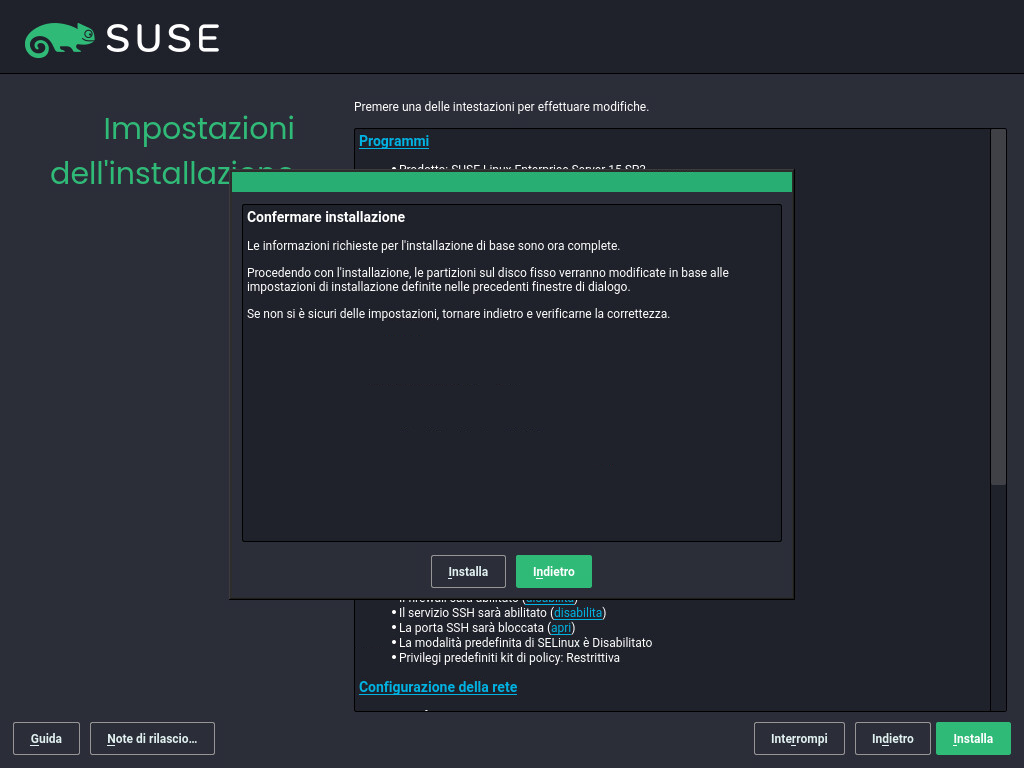 SUSE
Impostazioni
dell'installazione
Premere una delle intestazioni per effettuare modifiche.
Programmi
• Prodotto: SUSE Linux Enterprise Server 15 SP3
Confermare installazione
Le informazioni richieste per l'installazione di base sono ora complete.
Procedendo con l'installazione, le partizioni sul disco fisso verranno modificate in base alle
impostazioni di installazione definite nelle precedenti finestre di dialogo.
Se non si è sicuri delle impostazioni, tornare indietro e verificarne la correttezza.
Installa
Indietro
• Il firewall sarà abilitato (disabilita)
• Il servizio SSH sarà abilitato (disabilita)
• La porta SSH sarà bloccata (apri)
• La modalità predefinita di SELinux è Disabilitato
• Privilegi predefiniti kit di policy: Restrittiva
Configurazione della rete
Guida
Note di rilascio...
Interrompi
Indietro
Installa